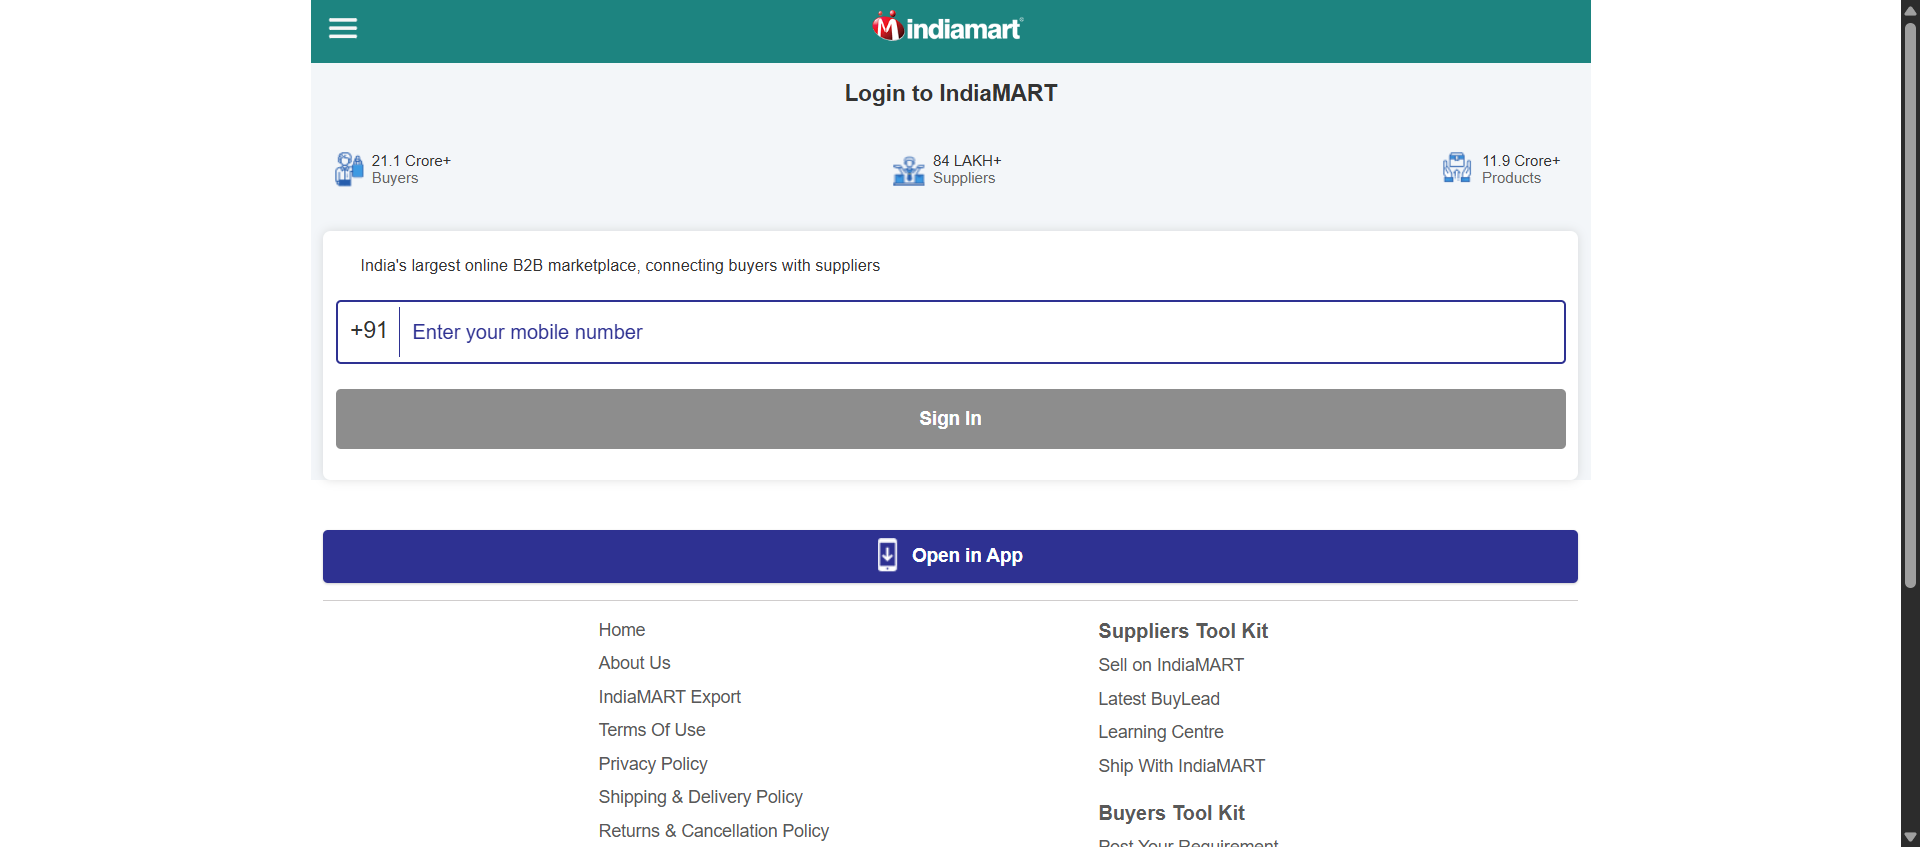 indiamart
Login to IndiaMART
21.1 Crore+
Buyers
84 LAKH+
Suppliers
11.9 Crore+
Products
India's largest online B2B marketplace, connecting buyers with suppliers
+91 Enter your mobile number
Sign In
Open in App
Home
About Us
IndiaMART Export
Terms Of Use
Privacy Policy
Shipping & Delivery Policy
Returns & Cancellation Policy
Suppliers Tool Kit
Sell on IndiaMART
Latest BuyLead
Learning Centre
Ship With IndiaMART
Buyers Tool Kit
Post Your Requirement